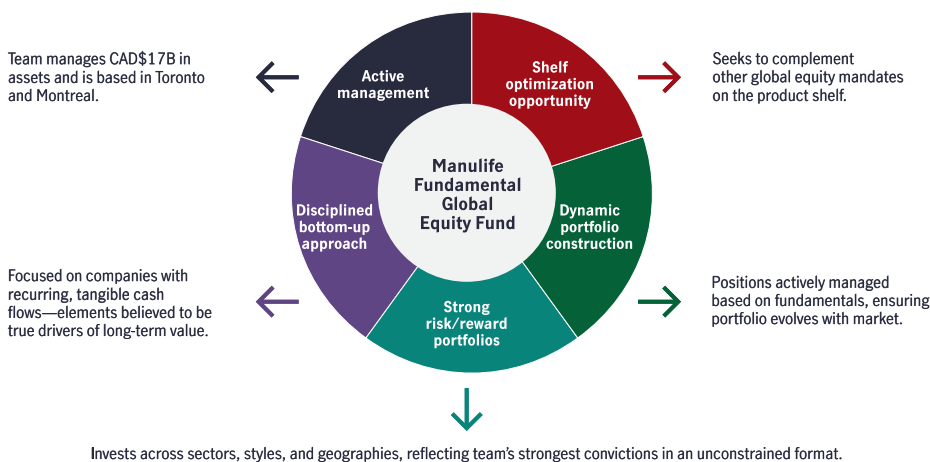 Team manages CAD$17B in
assets and is based in Toronto
and Montreal.
Active
management
Shelf
optimization
opportunity
Seeks to complement
other global equity mandates
on the product shelf.
Manulife
Fundamental
Global
Equity Fund
Disciplined
bottom-up
approach
Dynamic
portfolio
construction
Focused on companies with
recurring, tangible cash
flows—elements believed to be
true drivers of long-term value.
Strong
risk/reward
portfolios
Positions actively managed
based on fundamentals, ensuring
portfolio evolves with market.
Invests across sectors, styles, and geographies, reflecting team’s strongest convictions in an unconstrained format.